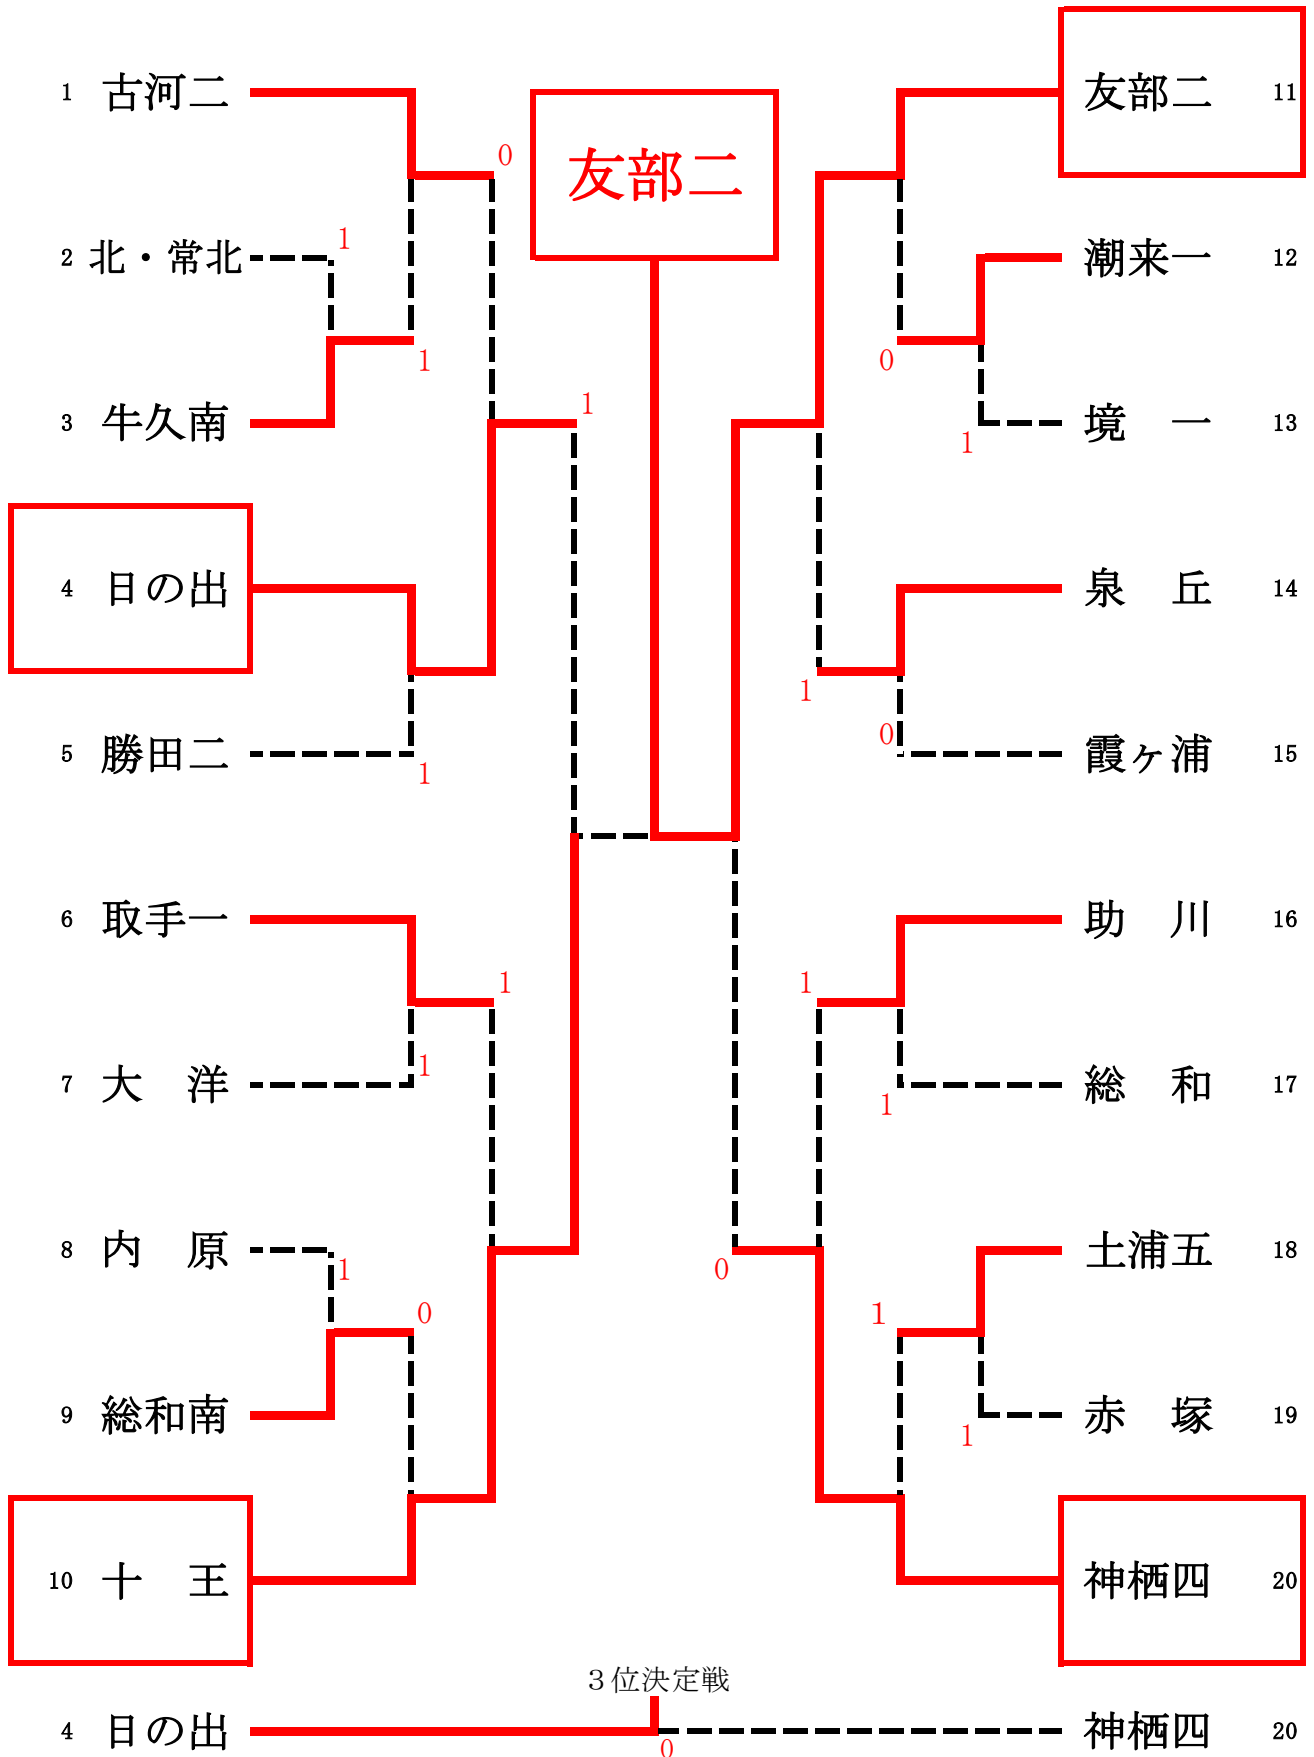 1 古河二
友部二 11
0
友部二
2 北・常北
1
潮来一 12
1
0
3 牛久南
1
境　一 13
1
4 日の出
泉　丘 14
1
0
5 勝田二
1
霞ヶ浦 15
6 取手一
助　川 16
1
1
7 大　洋
1
総　和 17
1
8 内　原
1
0
土浦五 18
0
1
9 総和南
赤　塚 19
1
10 十　王
神栖四 20
３位決定戦
4 日の出
0
神栖四 20